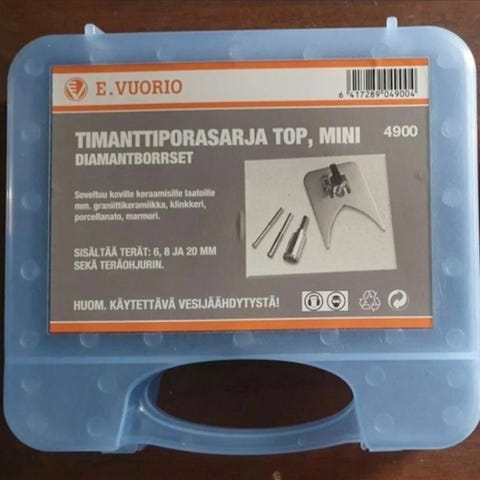 E.VUORIO
6 417289 049004
TIMANTTIPORASARJA TOP, MINI 4900
DIAMANTBORRSET
Soveltuu koville keraamisille laatoille
mm. graniittikeramiikka, klinkkeri,
porcellanato, marmori.
SISÄLTÄÄ TERÄT: 6, 8 JA 20 MM
SEKÄ TERÄOHJURIN.
HUOM. KÄYTETTÄVÄ VESIJÄÄHDYTYSTÄ!